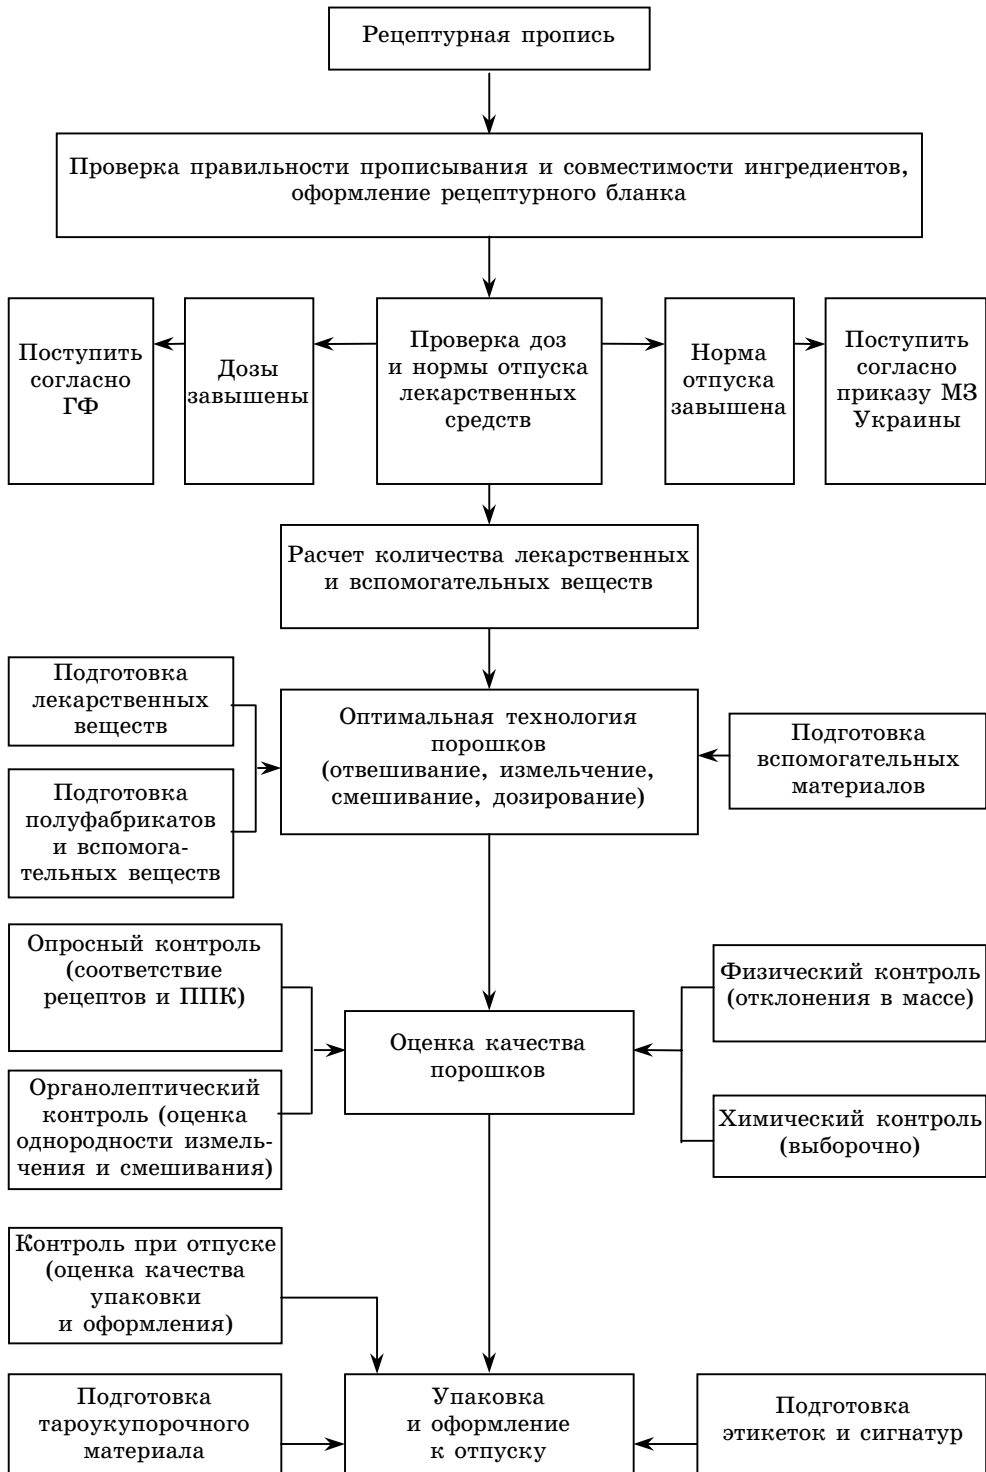 Рецептурная пропись
Проверка правильности прописывания и совместимости ингредиентов,
оформление рецептурного бланка
Поступить
согласно
ГФ
Дозы
завышены
Проверка доз
и нормы отпуска
лекарственных
средств
Норма
отпуска
завышена
Поступить
согласно
приказу МЗ
Украины
Расчет количества лекарственных
и вспомогательных веществ
Подготовка
лекарственных
веществ
Подготовка
полуфабрикатов
и вспомога-
тельных веществ
Оптимальная технология
порошков
(отвешивание, измельчение,
смешивание, дозирование)
Подготовка
вспомогательных
материалов
Опросный контроль
(соответствие
рецептов и ППК)
Органолептический
контроль (оценка
однородности измель-
чения и смешивания)
Оценка качества
порошков
Физический контроль
(отклонения в массе)
Химический контроль
(выборочно)
Контроль при отпуске
(оценка качества
упаковки
и оформления)
Подготовка
тароукупорочного
материала
Упаковка
и оформление
к отпуску
Подготовка
этикеток и сигнатур